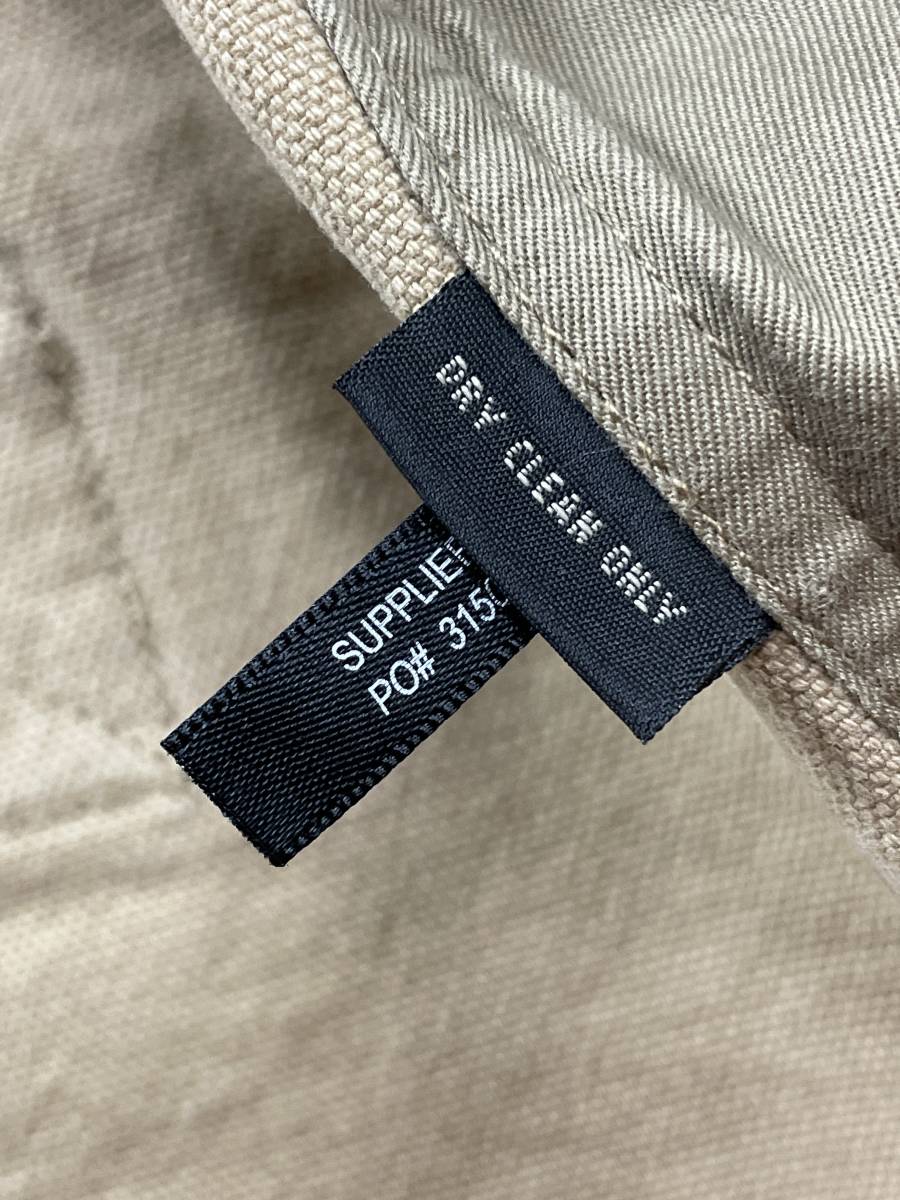 DRY CLEAN ONLY
SUPPLIE
PO# 315